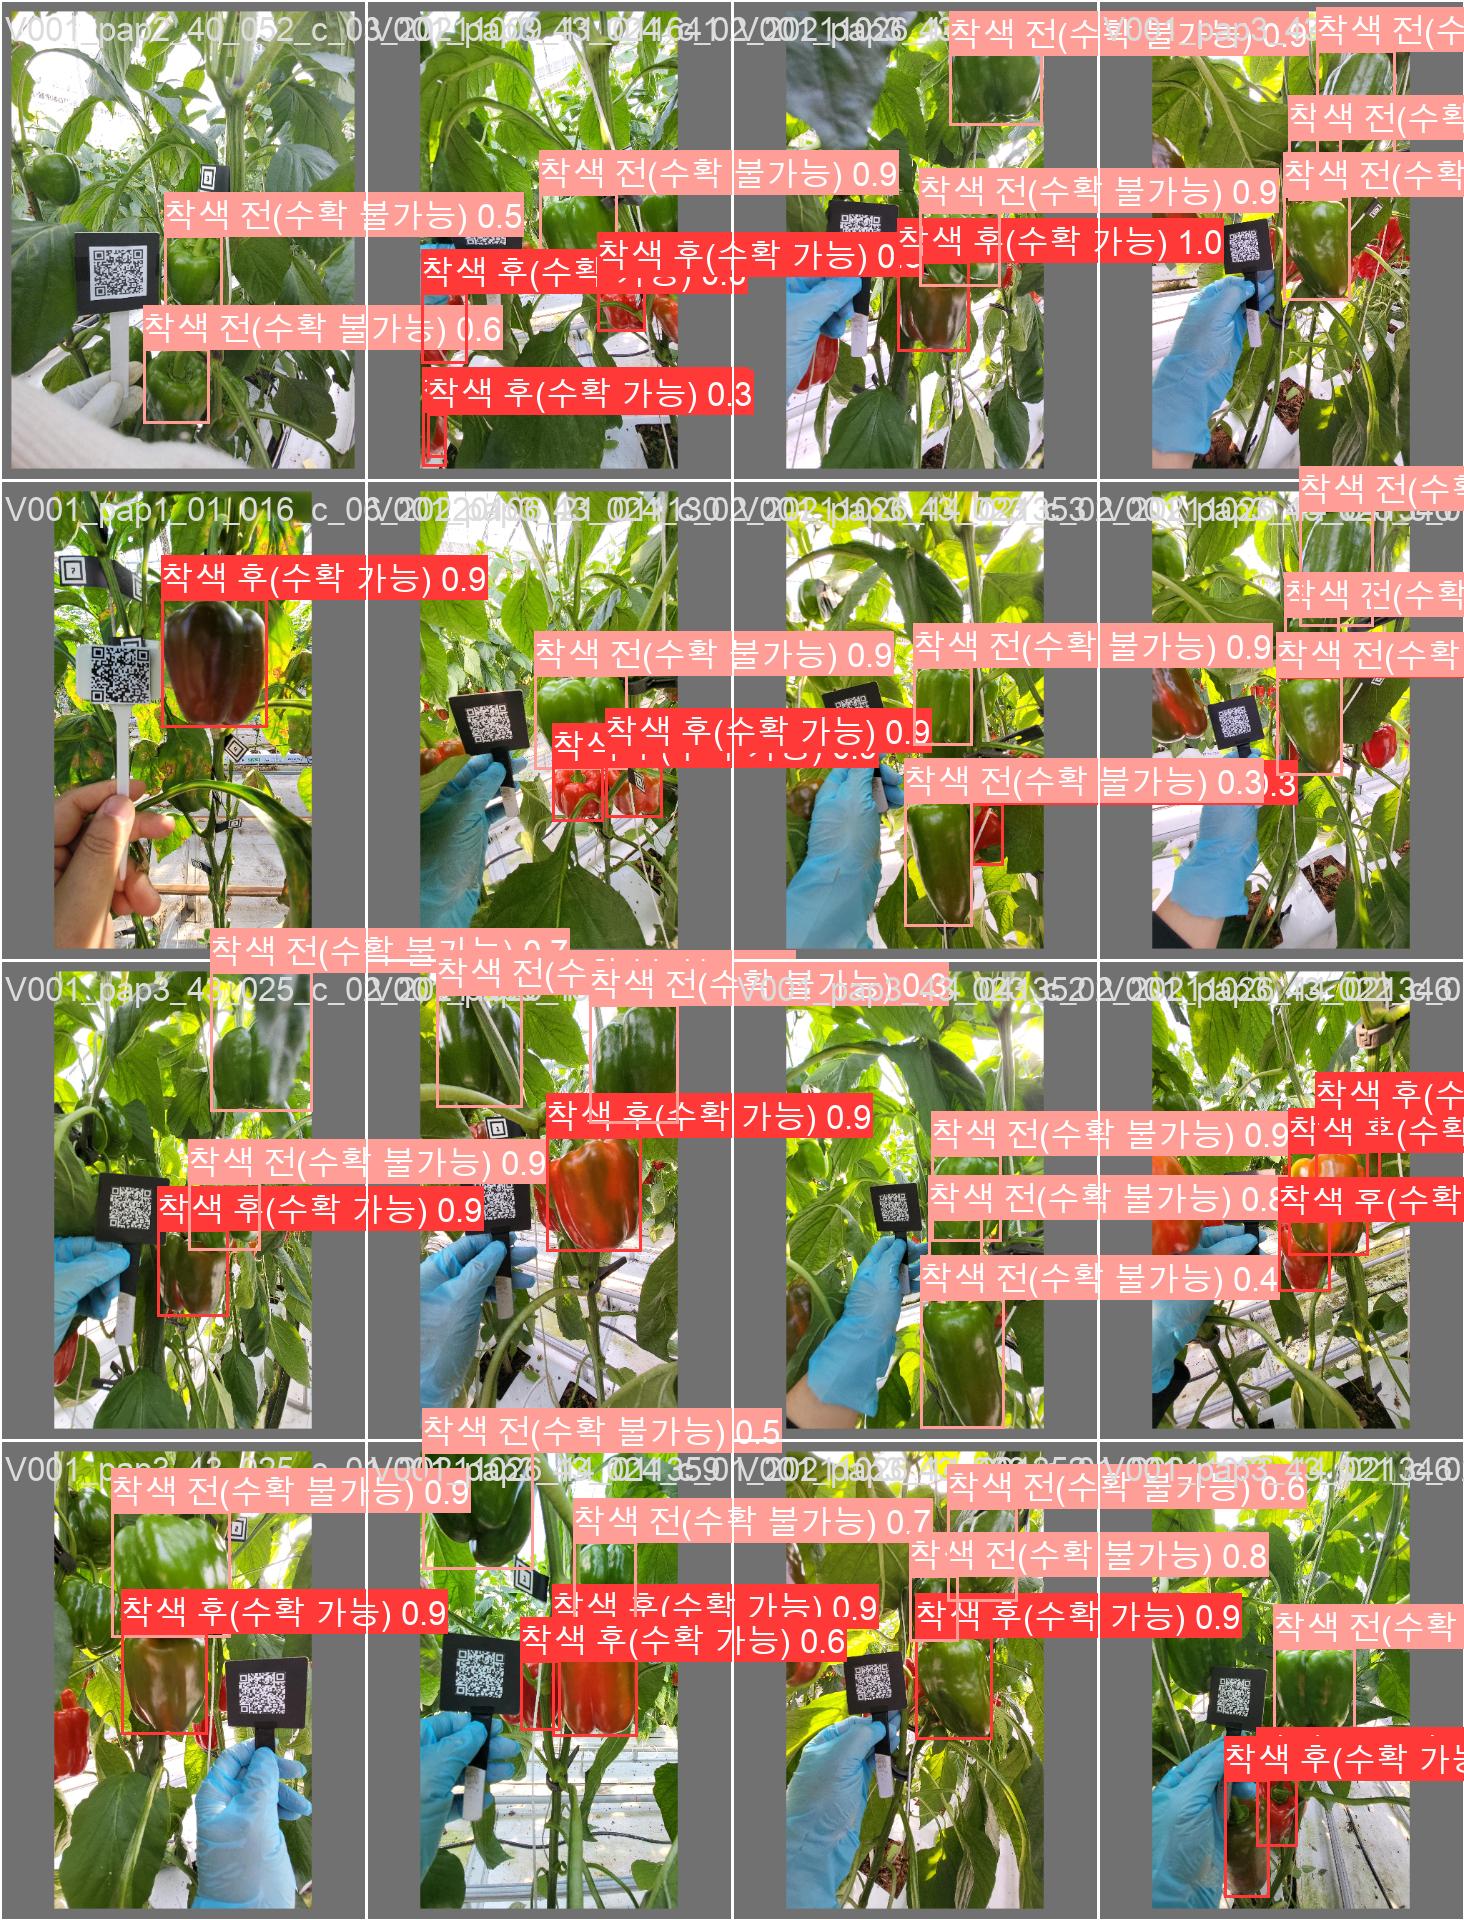 V001_pap2_40_052_c_03
착색 전(수확 불가능) 0.5
착색 전(수확 불가능) 0.6
착색 전(수확 불가능) 0.9
착색 후(수확
착색 후(수확 가능)
착색 후(수확 가능) 0.3
착색 전(수확 불가능) 0.9
착색 전(수확 불가능) 0.9
착색 후(수확 가능) 1.0
V001_pap3
착색 전(수
착색 전(수확
착색 전(수확
V001_pap1_01_016_c_03
착색 후(수확 가능) 0.9
착색 전(수확 불가능) 0.9
착색 후(수확 가능) 0.9
착색 전(수확 불가능) 0.9
착색 전(수확 불가능) 0.3
착색 전(수확
착색 전(수확
착색 전(수확
V001_pap3_43_025_c_02
착색 전(수확 불가능) 0.7
착색 전(수확 불가능) 0.9
착색 후(수확 가능) 0.9
착색 전(수
착색 전(수확 불가능) 0.3
착색 후(수확 가능) 0.9
착색 전(수확 불가능) 0.9
착색 전(수확 불가능) 0.8
착색 전(수확 불가능) 0.4
착색 후(수
착색 후(수확
착색 후(수확
V001_pap3_43_025_c_01
착색 전(수확 불가능) 0.9
착색 후(수확 가능) 0.9
착색 전(수확 불가능) 0.5
착색 전(수확 불가능) 0.7
착색 후(수확 가능) 0.9
착색 후(수확 가능) 0.6
착색 전(수확 불가능) 0.6
착색 전(수확 불가능) 0.8
착색 후(수확 가능) 0.9
착색 전(수확
착색 후(수확 가능